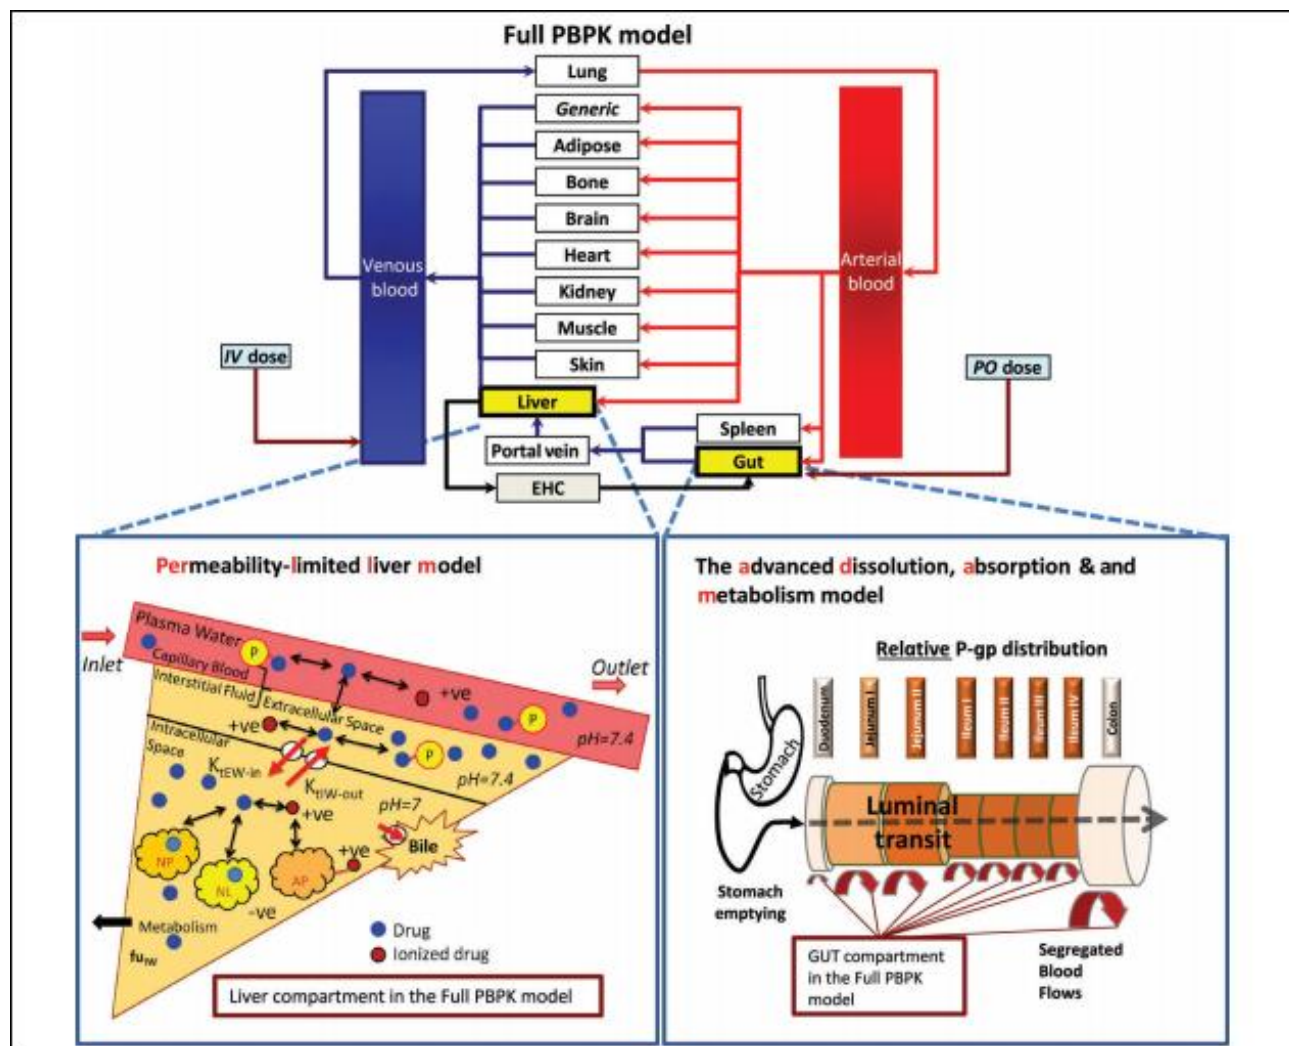 Full PBPK model
Lung
Generic
Adipose
Bone
Brain
Heart
Kidney
Muscle
Skin
Liver
Venous
blood
Arterial
blood
IV dose
PO dose
Portal vein
Spleen
Gut
EHC
Permeability-limited liver model
Plasma Water
Capillary Blood
Interstitial Fluid
Extracellular Space
Intracellular
Space
Inlet
Outlet
P
+ve
P
pH=7.4
+ve
P
pH=7.4
KtEW-in
KtIW-out
+ve
pH=7
NP
NL
AP
-ve
+ve
Bile
Metabolism
fuIW
Drug
Ionized drug
Liver compartment in the Full PBPK model
The advanced dissolution, absorption & and
metabolism model
Relative P-gp distribution
Duodenum
Jejunum I
Jejunum II
Ileum I
Ileum II
Ileum III
Ileum IV
Colon
Stomach
Luminal
transit
Stomach
emptying
GUT compartment
in the Full PBPK
model
Segregated
Blood
Flows